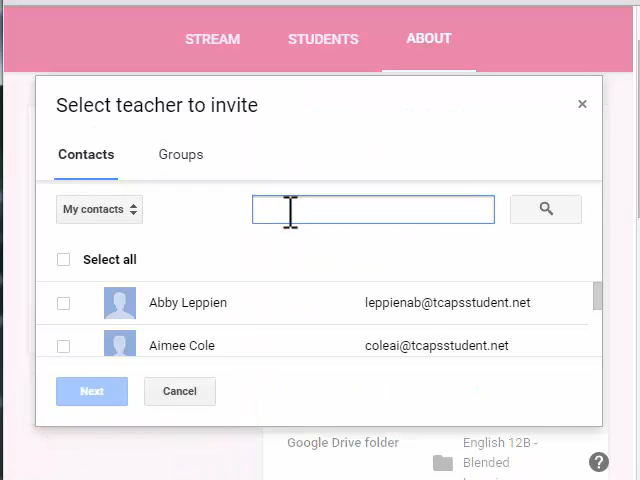 STREAM STUDENTS ABOUT
Select teacher to invite ×
Contacts Groups
My contacts
Select all
Abby Leppien leppienab@tcapsstudent.net
Aimee Cole coleai@tcapsstudent.net
Next Cancel
Google Drive folder English 12B -
Blended
?